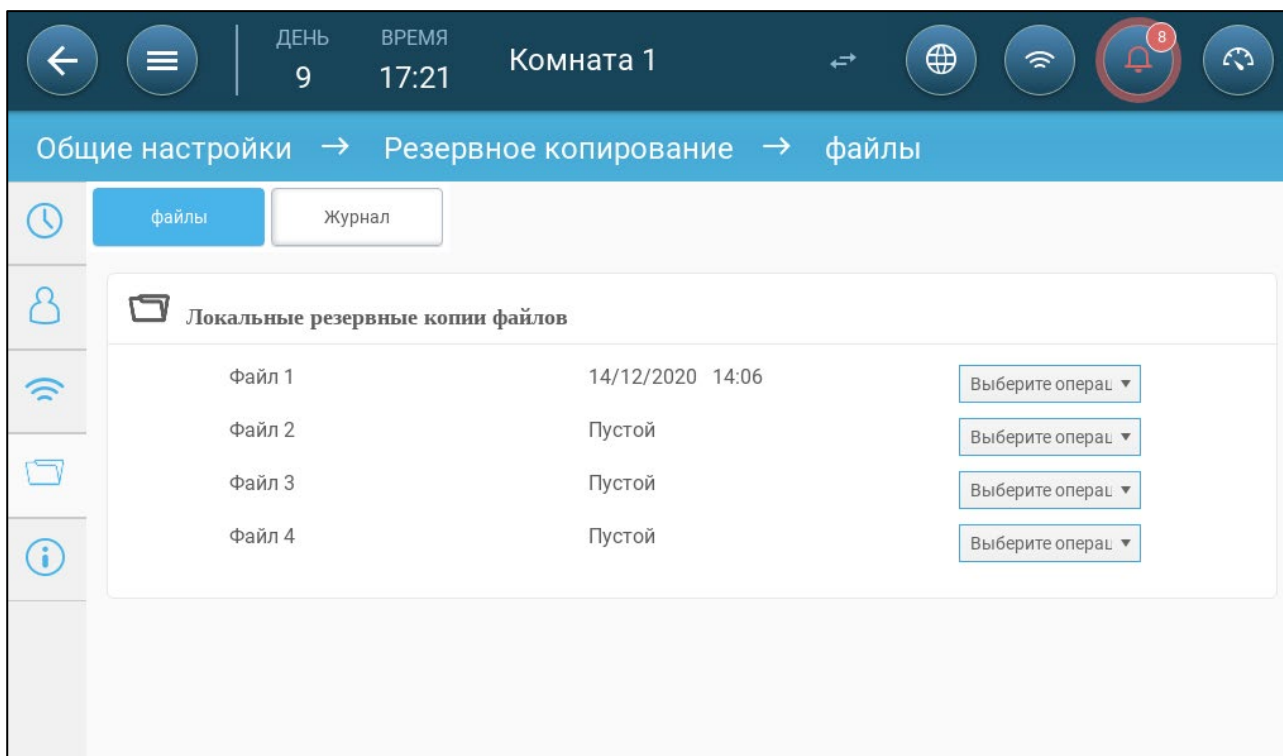 ДЕНЬ ВРЕМЯ
9 17:21 Комната 1 8
Общие настройки → Резервное копирование → файлы
файлы Журнал
Локальные резервные копии файлов
Файл 1 14/12/2020 14:06 Выберите операц
Файл 2 Пустой Выберите операц
Файл 3 Пустой Выберите операц
Файл 4 Пустой Выберите операц